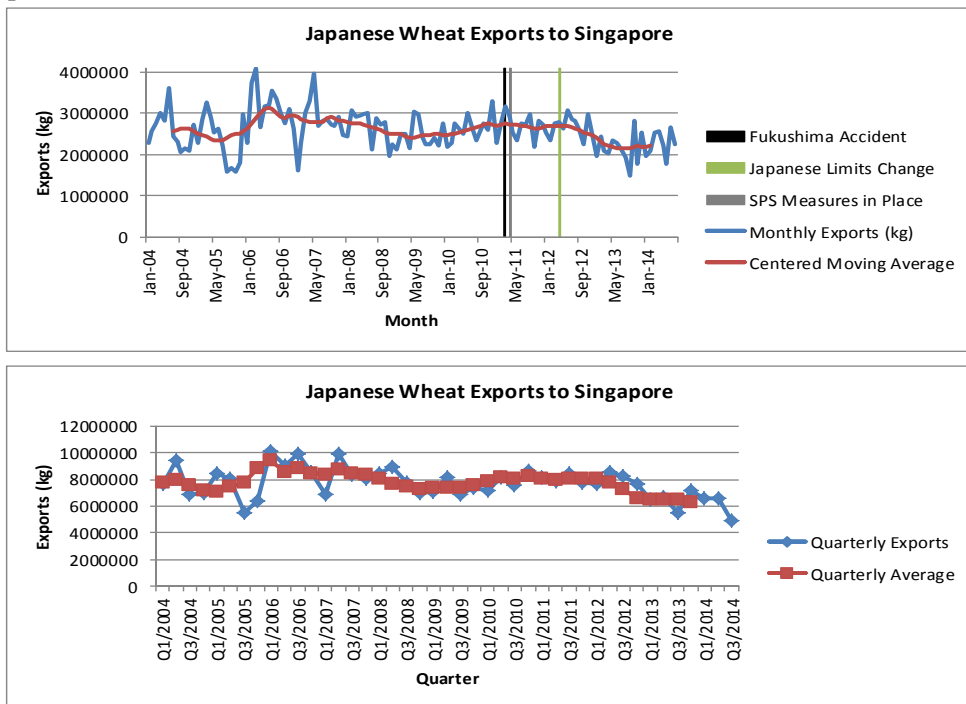 Japanese Wheat Exports to Singapore
4000000
3000000
2000000
1000000
0
Exports (kg)
Jan-04
Sep-04
May-05
Jan-06
Sep-06
May-07
Jan-08
Sep-08
May-09
Jan-10
Sep-10
May-11
Jan-12
Sep-12
May-13
Jan-14
Month
Fukushima Accident
Japanese Limits Change
SPS Measures in Place
Monthly Exports (kg)
Centered Moving Average
Japanese Wheat Exports to Singapore
12000000
10000000
8000000
6000000
4000000
2000000
0
Exports (kg)
Q1/2004
Q3/2004
Q1/2005
Q3/2005
Q1/2006
Q3/2006
Q1/2007
Q3/2007
Q1/2008
Q3/2008
Q1/2009
Q3/2009
Q1/2010
Q3/2010
Q1/2011
Q3/2011
Q1/2012
Q3/2012
Q1/2013
Q3/2013
Q1/2014
Q3/2014
Quarter
Quarterly Exports
Quarterly Average